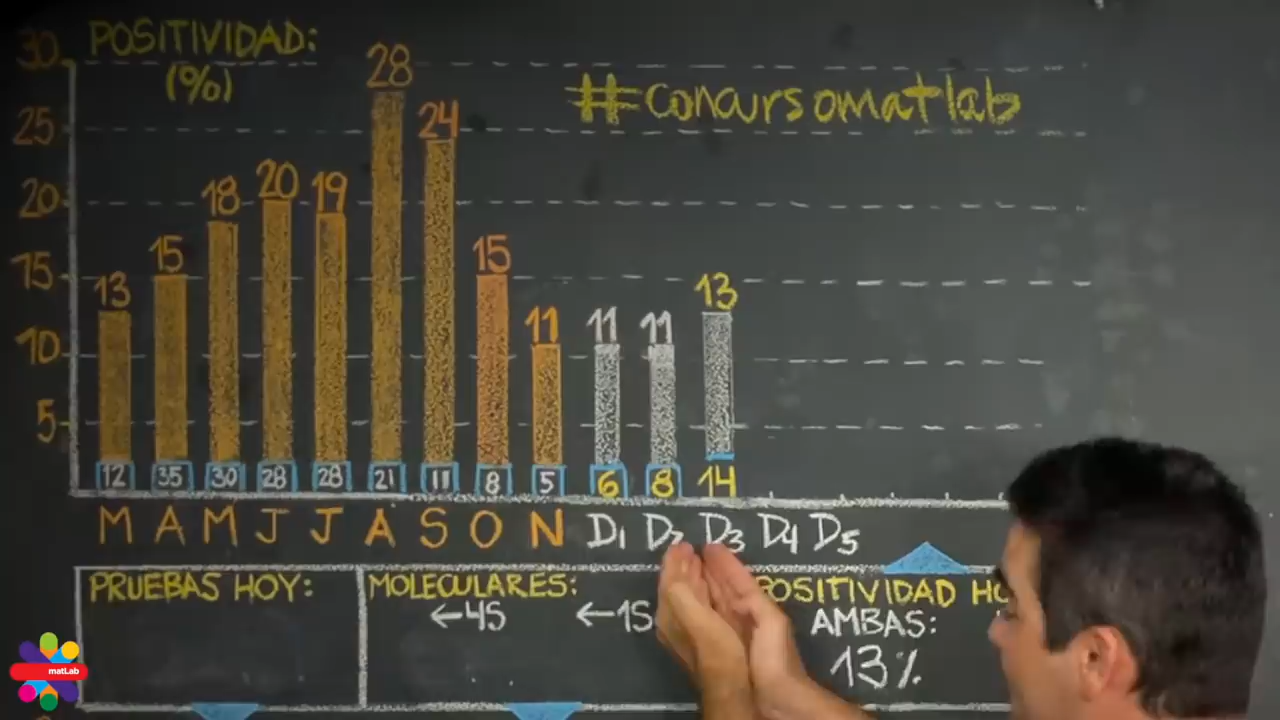 POSITIVIDAD:
(%)
#concursomatlab
30
25
20
15
10
5
13 15 18 20 19 28 24 15 11 11 11 13
12 35 30 28 28 21 11 8 5 6 8 14
M A M J J A S O N D1 D2 D3 D4 D5
PRUEBAS HOY:
MOLECULARES:
←4S ←1S
POSITIVIDAD
AMBAS:
13%
matLab